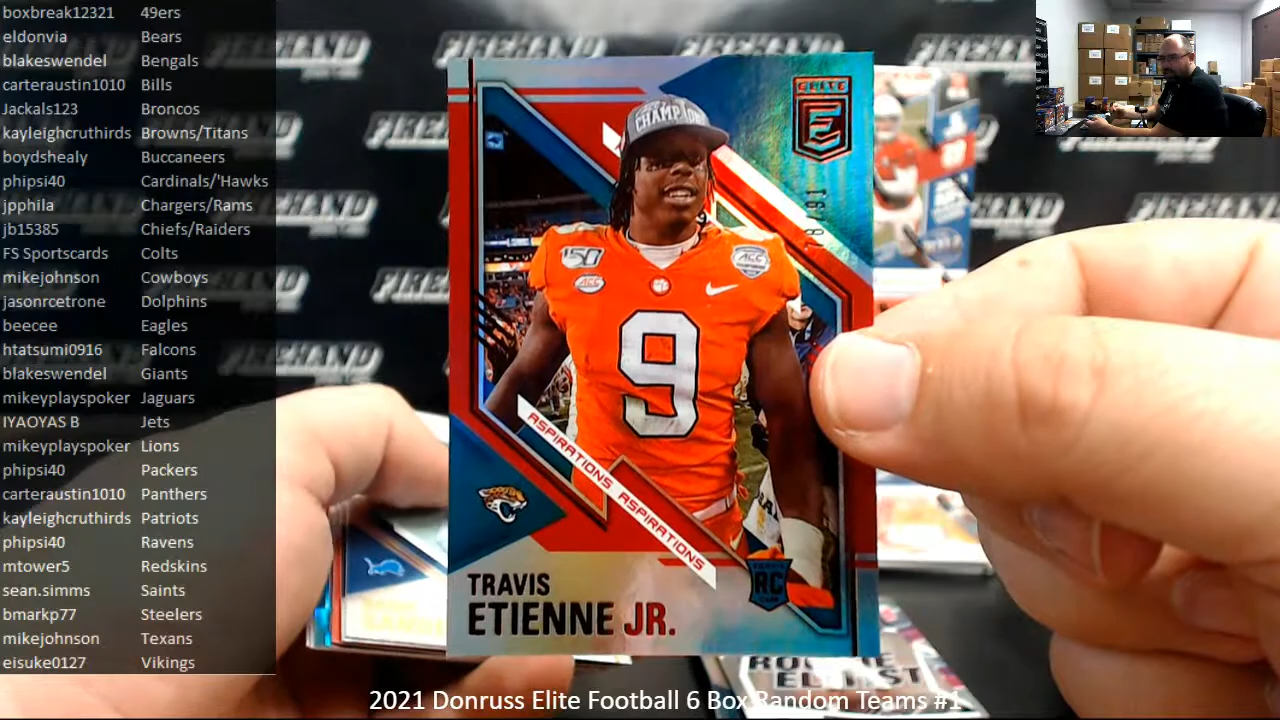 boxbreak12321 49ers
eldonvia Bears
blakeswendel Bengals
carteraustin1010 Bills
Jackals123 Broncos
kayleighcruthirds Browns/Titans
boydshealy Buccaneers
phipsi40 Cardinals/'Hawks
jpphila Chargers/Rams
jb15385 Chiefs/Raiders
FS Sportscards Colts
mikejohnson Cowboys
jasonrcetrone Dolphins
beecee Eagles
htatsumi0916 Falcons
blakeswendel Giants
mikeyplayspoker Jaguars
IYAOYAS B Jets
mikeyplayspoker Lions
phipsi40 Packers
carteraustin1010 Panthers
kayleighcruthirds Patriots
phipsi40 Ravens
mtower5 Redskins
sean.simms Saints
bmarkp77 Steelers
mikejohnson Texans
eisuke0127 Vikings
FIREHAND
ELITE
E
CHAMPIONS
150
ACC
ACC
9
ASPIRATIONS ASPIRATIONS
RC
TRAVIS
ETIENNE JR.
2021 Donruss Elite Football 6 Box Random Teams #1